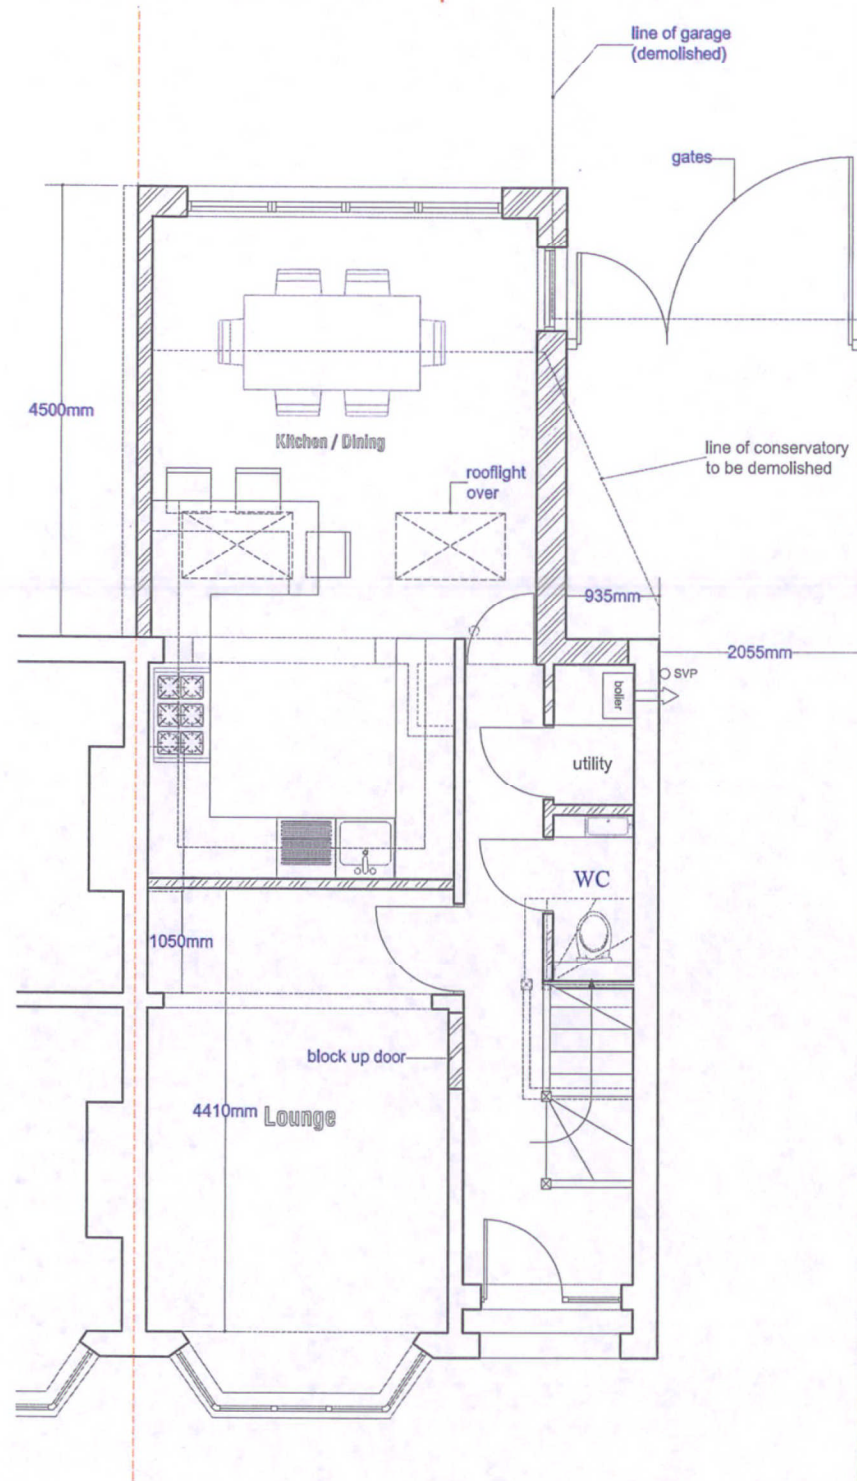 line of garage
(demolished)
gates
4500mm
Kitchen / Dining
line of conservatory
to be demolished
rooflight
over
935mm
2055mm
SVP
boiler
utility
WC
1050mm
block up door
4410mm
Lounge